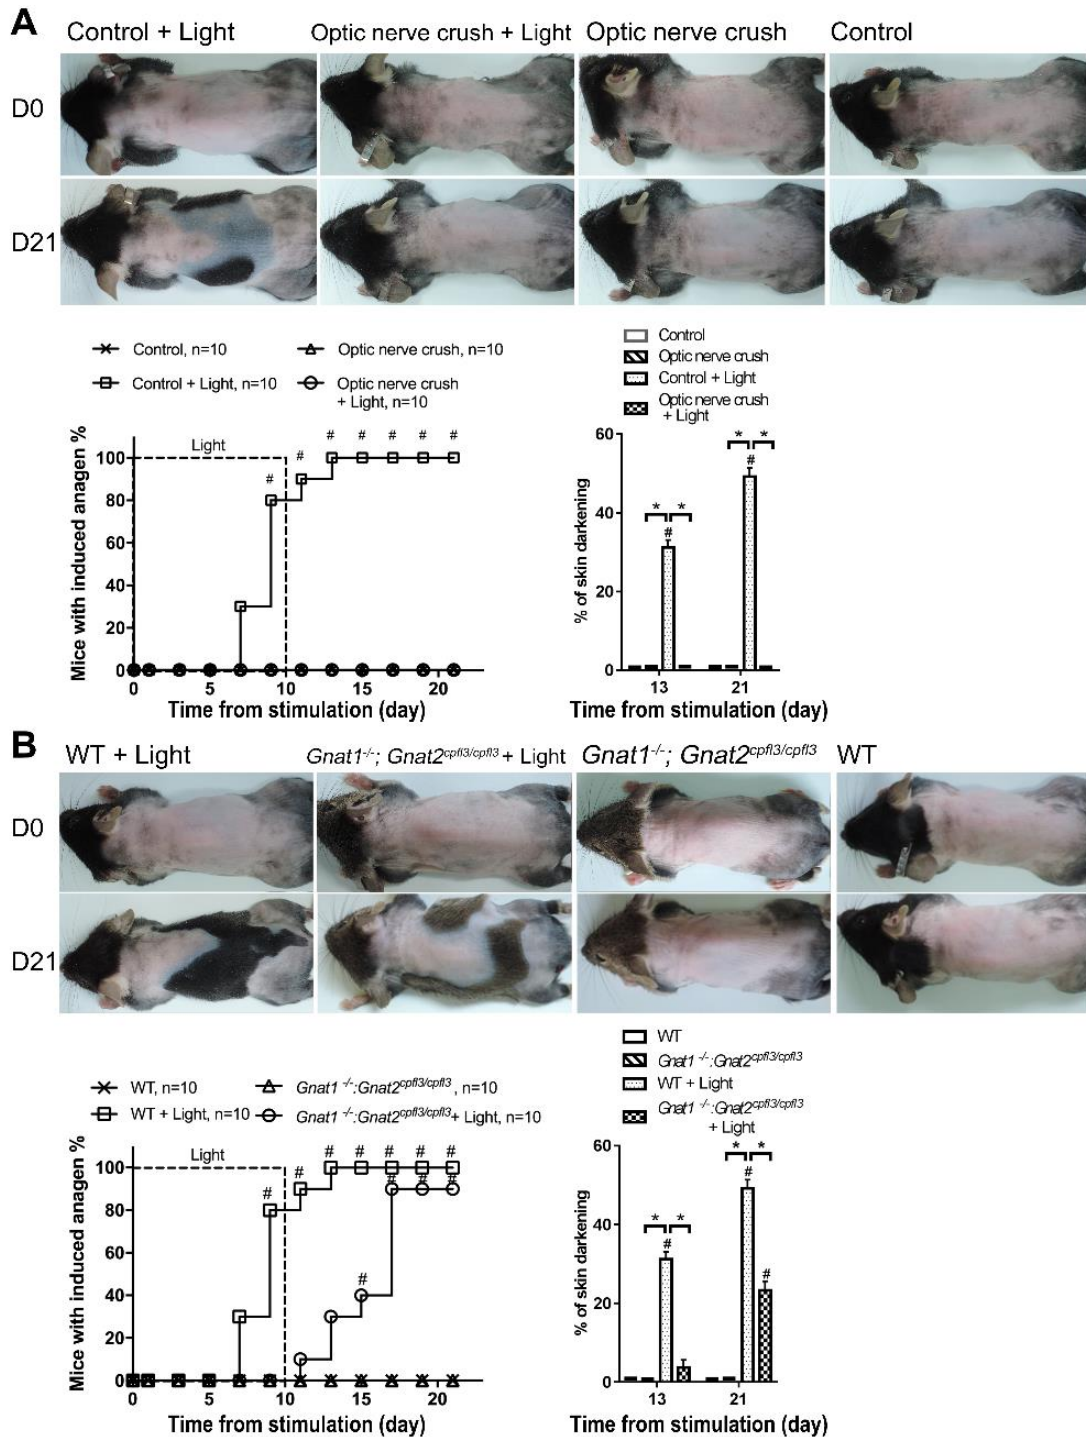 A
Control + Light
Optic nerve crush + Light
Optic nerve crush
Control
D0
D21
Control, n=10
Optic nerve crush, n=10
Control + Light, n=10
Optic nerve crush
+ Light, n=10
Mice with induced anagen %
100
80
60
40
20
0
Light
# # # # # # #
0 5 10 15 20
Time from stimulation (day)
Control
Optic nerve crush
Control + Light
Optic nerve crush
+ Light
% of skin darkening
60
40
20
0
* *
#
* *
#
13 21
Time from stimulation (day)
B
WT + Light
Gnat1-/-; Gnat2cpfl3/cpfl3 + Light
Gnat1-/-; Gnat2cpfl3/cpfl3
WT
D0
D21
WT, n=10
Gnat1 -/-:Gnat2cpfl3/cpfl3 , n=10
WT + Light, n=10
Gnat1 -/-:Gnat2cpfl3/cpfl3+ Light, n=10
Mice with induced anagen %
100
80
60
40
20
0
Light
# # # # # # #
# # # #
0 5 10 15 20
Time from stimulation (day)
WT
Gnat1 -/-:Gnat2cpfl3/cpfl3
WT + Light
Gnat1 -/-:Gnat2cpfl3/cpfl3
+ Light
% of skin darkening
60
40
20
0
* *
#
* *
#
#
13 21
Time from stimulation (day)